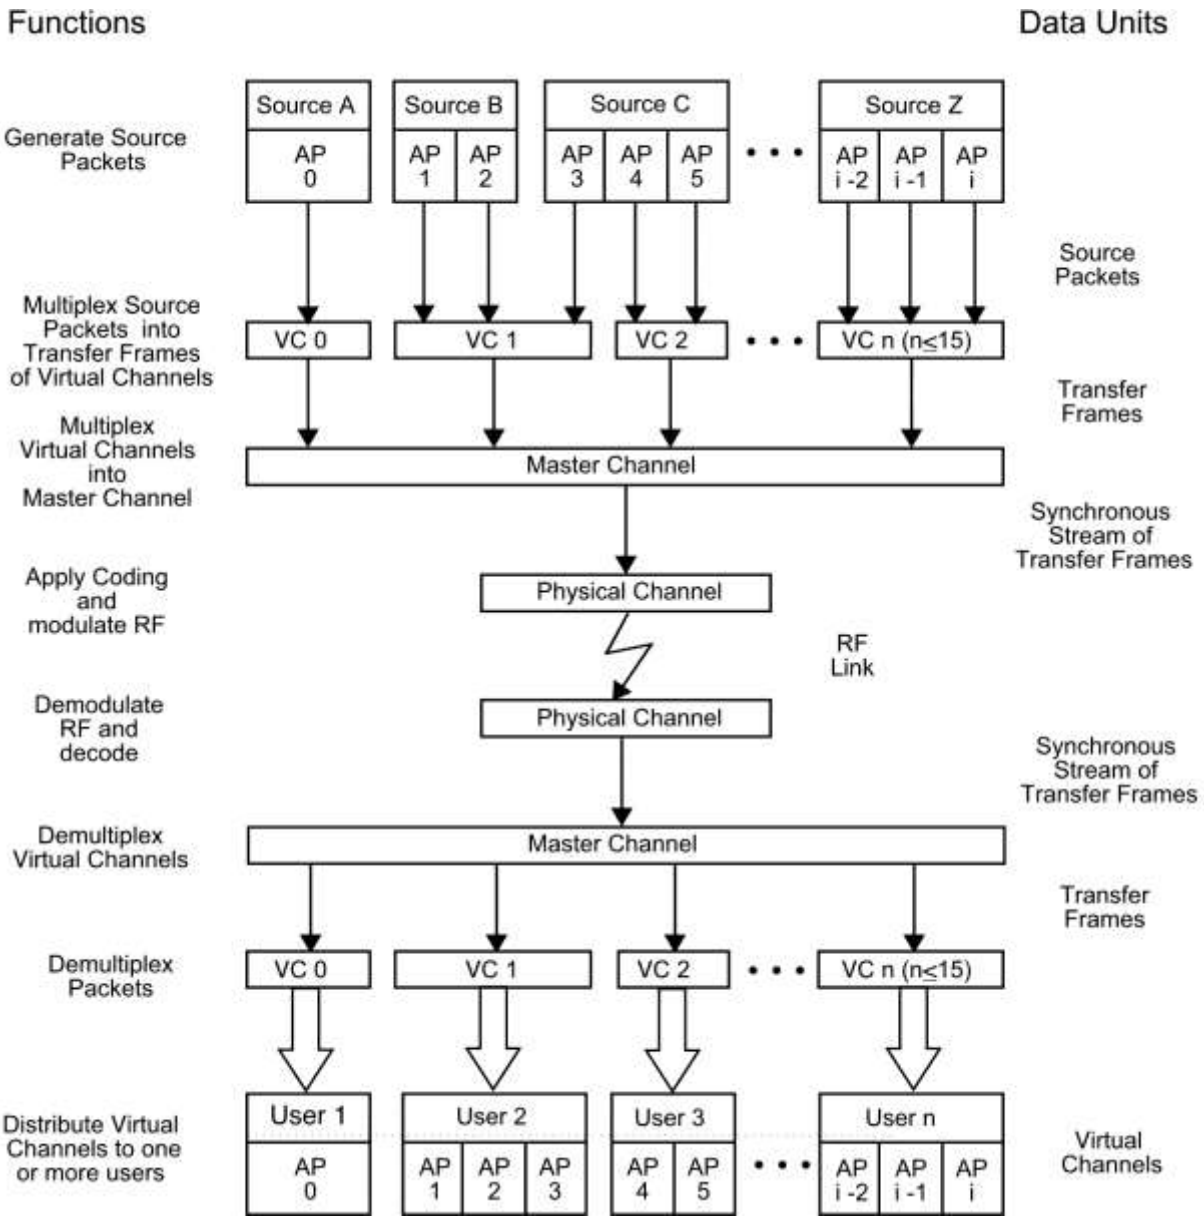 Functions
Data Units
Source A
Source B
Source C
Source Z
Generate Source
Packets
AP
0
AP
1
AP
2
AP
3
AP
4
AP
5
AP
i -2
AP
i -1
AP
i
Source
Packets
Multiplex Source
Packets into
Transfer Frames
of Virtual Channels
VC 0
VC 1
VC 2
VC n (n≤15)
Transfer
Frames
Multiplex
Virtual Channels
into
Master Channel
Master Channel
Synchronous
Stream of
Transfer Frames
Apply Coding
and
modulate RF
Physical Channel
RF
Link
Demodulate
RF and
decode
Physical Channel
Synchronous
Stream of
Transfer Frames
Demultiplex
Virtual Channels
Master Channel
Transfer
Frames
Demultiplex
Packets
VC 0
VC 1
VC 2
VC n (n≤15)
Distribute Virtual
Channels to one
or more users
User 1
User 2
User 3
User n
AP
0
AP
1
AP
2
AP
3
AP
4
AP
5
AP
i -2
AP
i -1
AP
i
Virtual
Channels